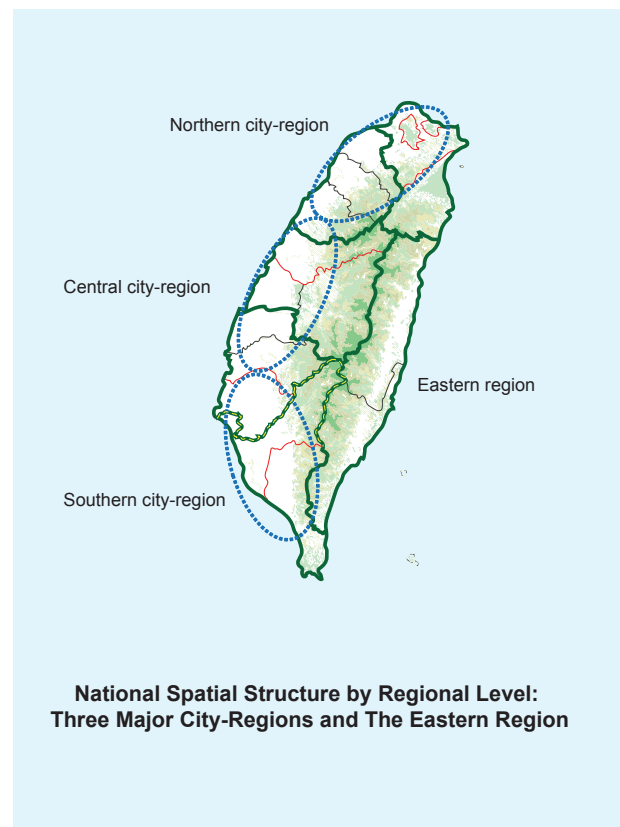 Northern city-region
Central city-region
Eastern region
Southern city-region
National Spatial Structure by Regional Level:
Three Major City-Regions and The Eastern Region